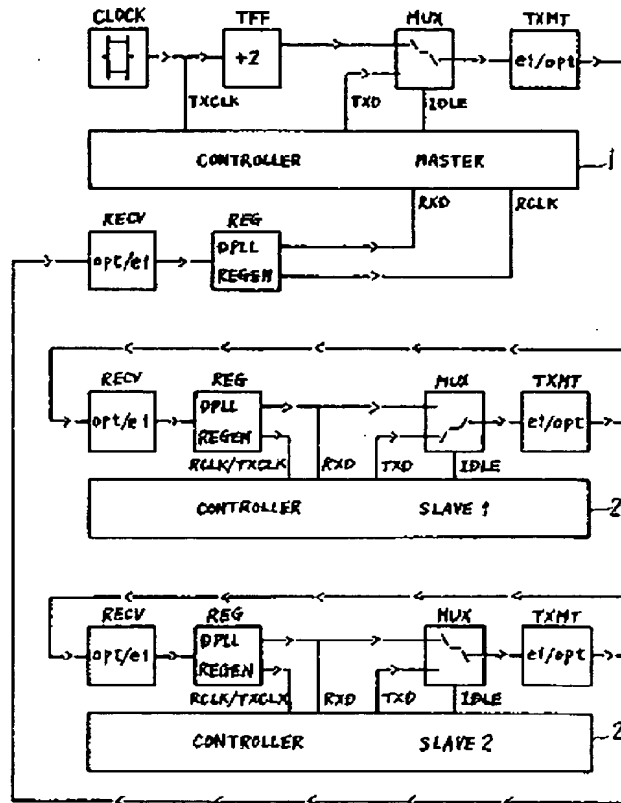 CLOCK TFF MUX TXMT
+2 el/opt
TXCLK TXD IDLE
CONTROLLER MASTER 1
RXD RCLK
RECV REG
opt/el DPLL
REGEN
RECV REG MUX TXMT
opt/el DPLL el/opt
REGEN
RCLK/TXCLK RXD TXD IDLE
CONTROLLER SLAVE 1 2
RECV REG MUX TXMT
opt/el DPLL el/opt
REGEN
RCLK/TXCLX RXD TXD IDLE
CONTROLLER SLAVE 2 2